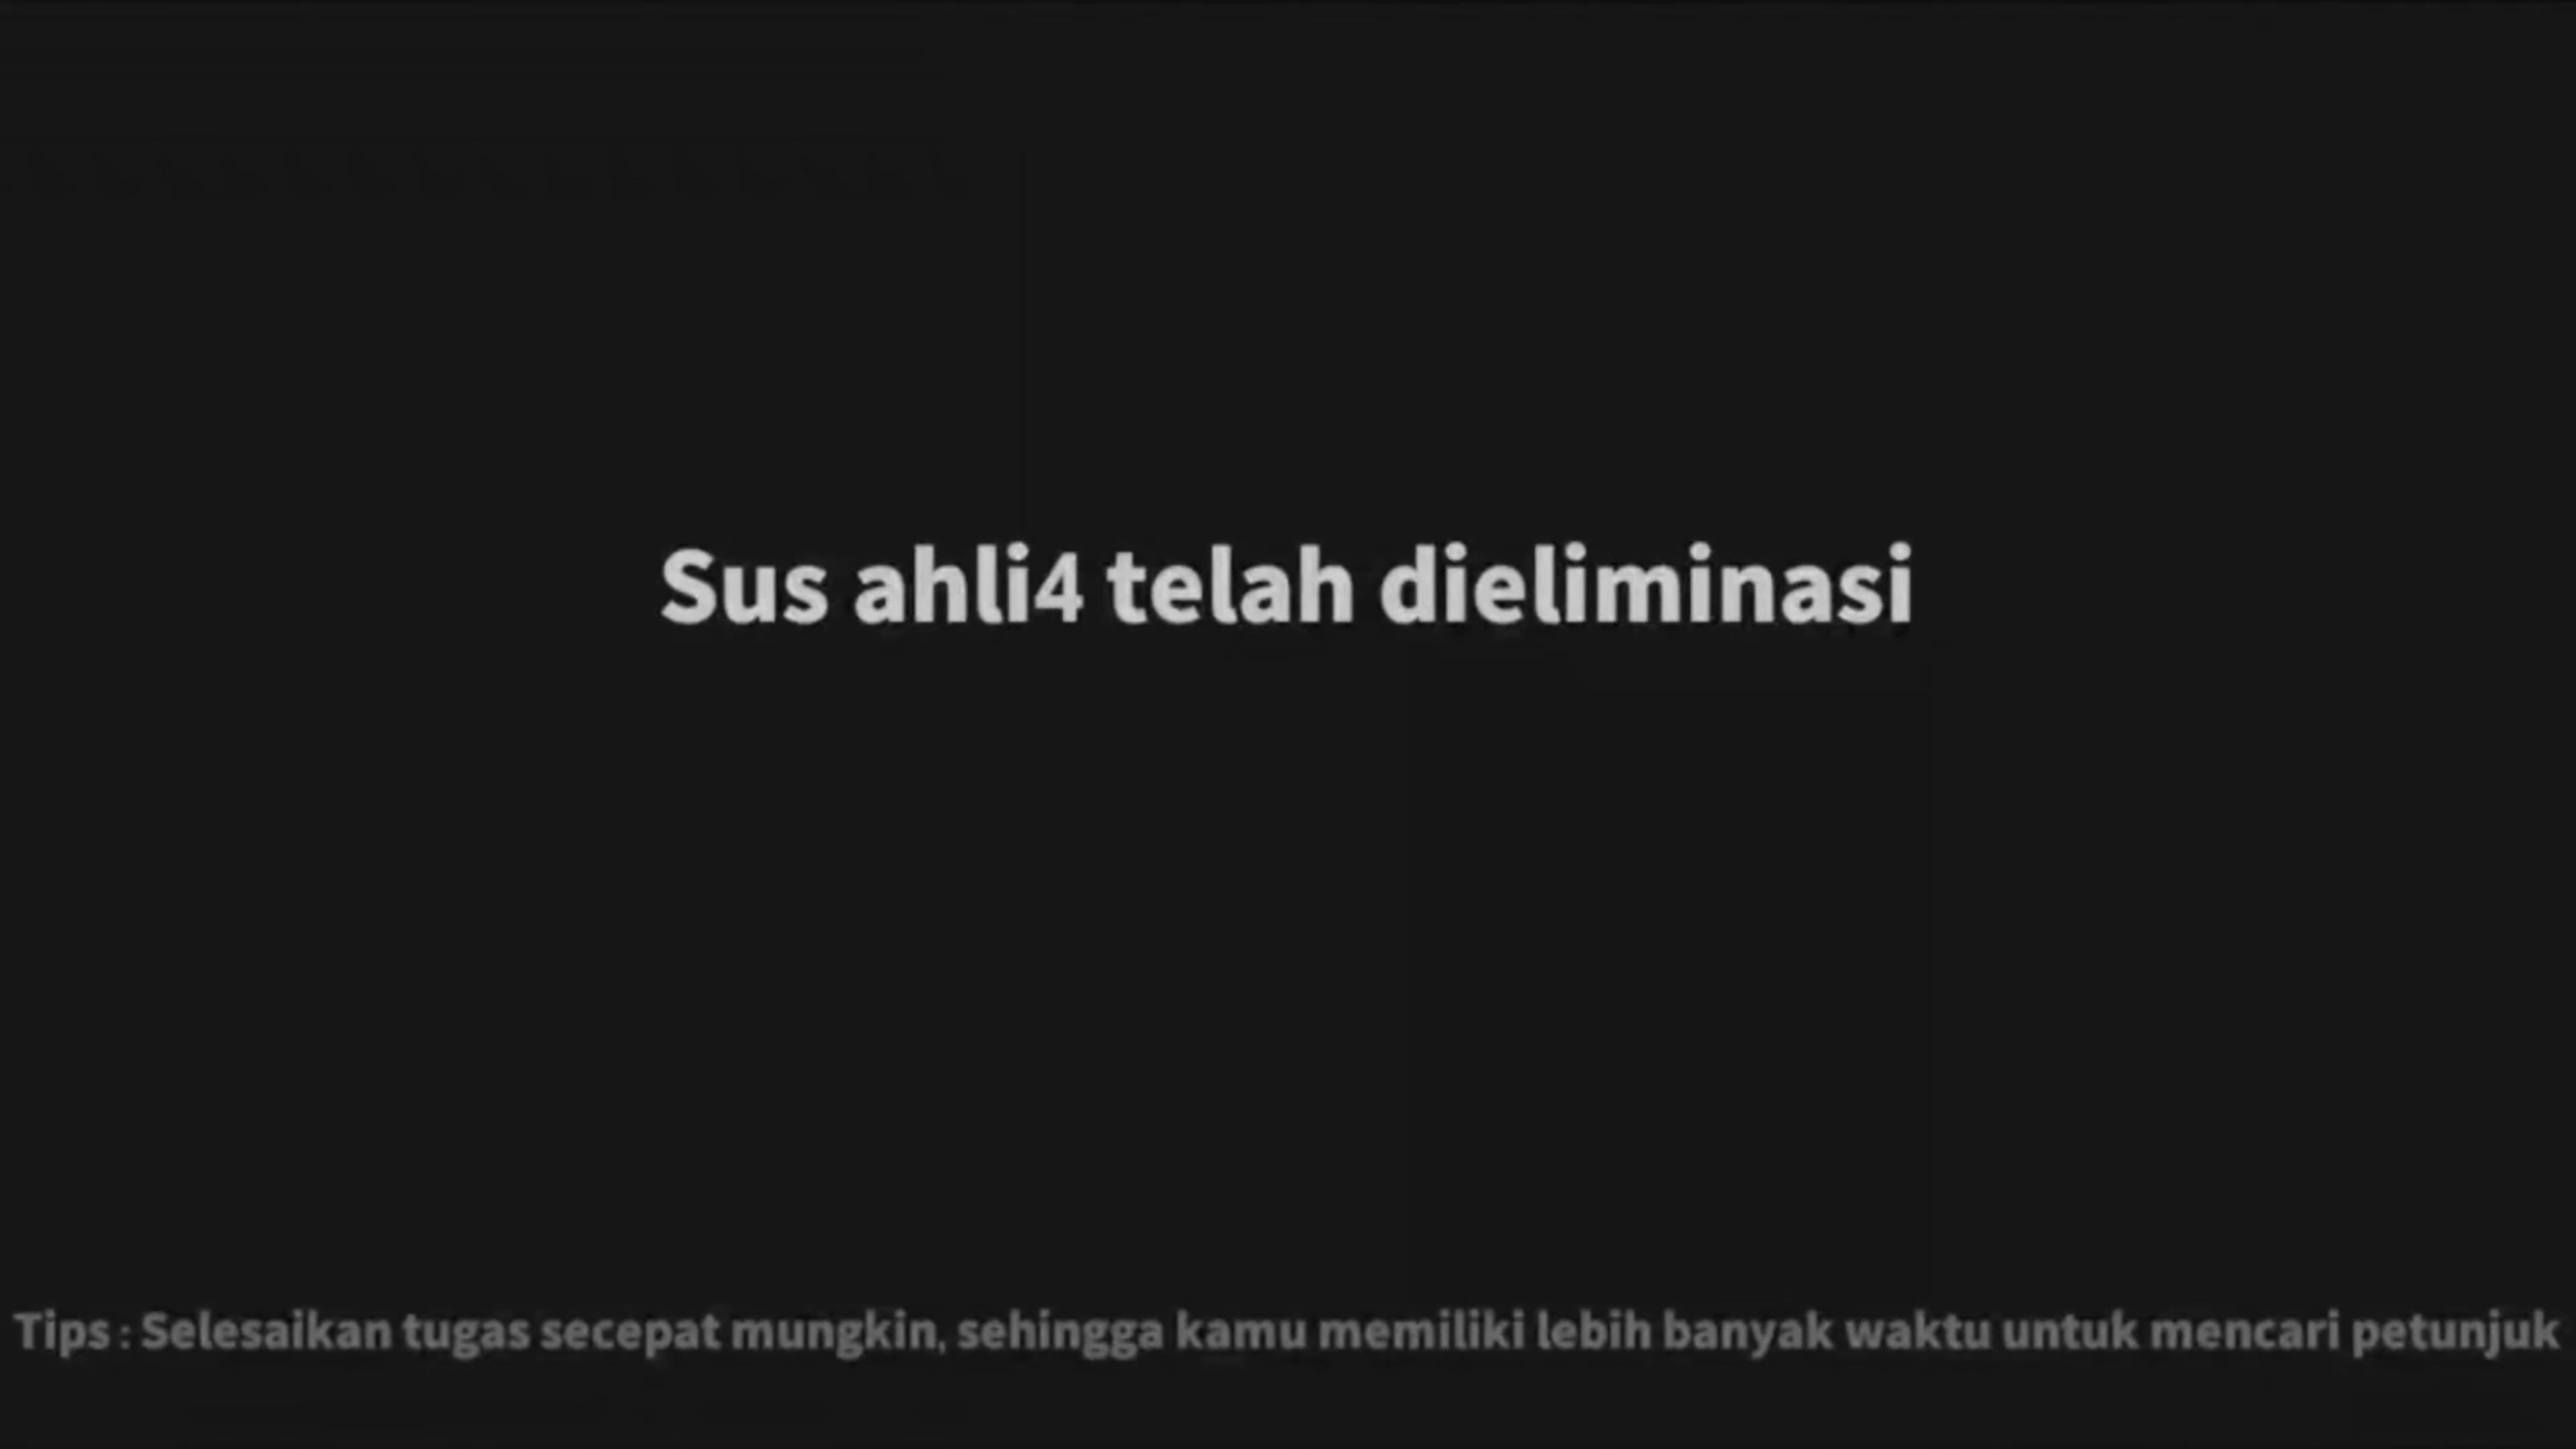 Sus ahli4 telah dieliminasi
Tips : Selesaikan tugas secepat mungkin, sehingga kamu memiliki lebih banyak waktu untuk mencari petunjuk